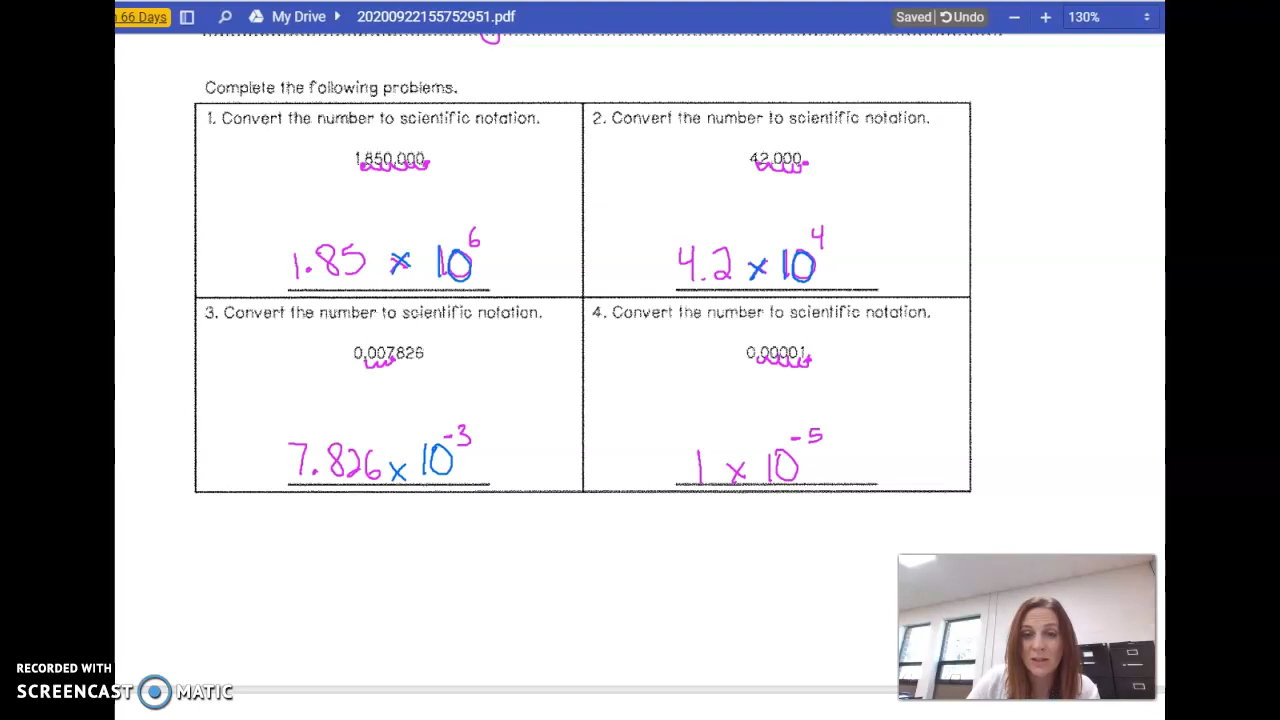 66 Days
My Drive
20200922155752951.pdf
Saved
Undo
130%
Complete the following problems.
1. Convert the number to scientific notation.
1,850,000
1.85 x 10^6
2. Convert the number to scientific notation.
42,000
4.2 x 10^4
3. Convert the number to scientific notation.
0.007826
7.826 x 10^-3
4. Convert the number to scientific notation.
0.00001
1 x 10^-5
RECORDED WITH
SCREENCAST MATIC